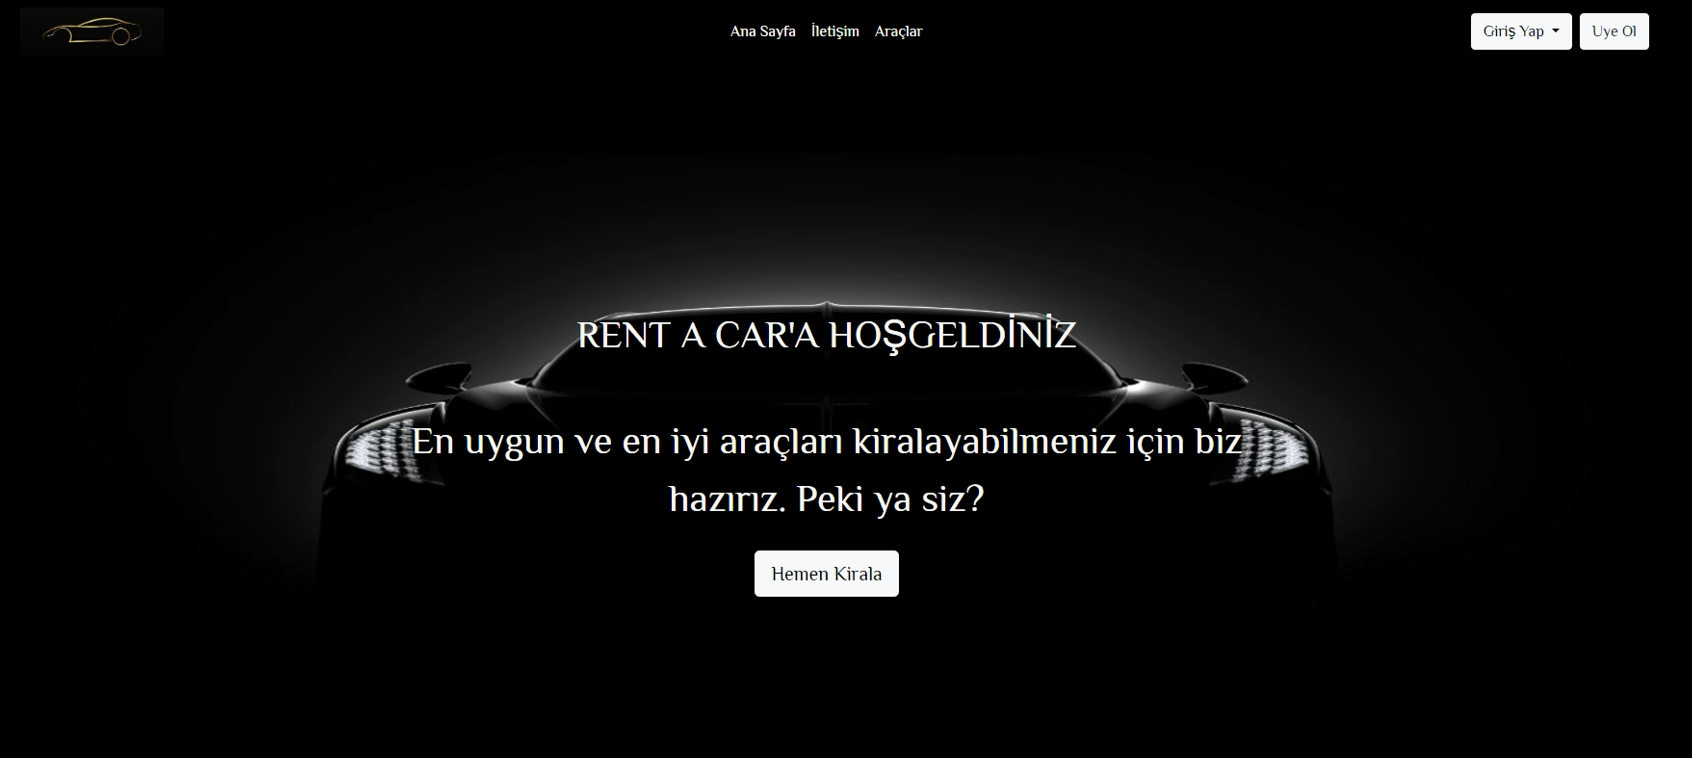 Ana Sayfa İletişim Araçlar Giriş Yap Uye Ol
RENT A CAR'A HOŞGELDİNİZ
En uygun ve en iyi araçları kiralayabilmeniz için biz
hazırız. Peki ya siz?
Hemen Kirala